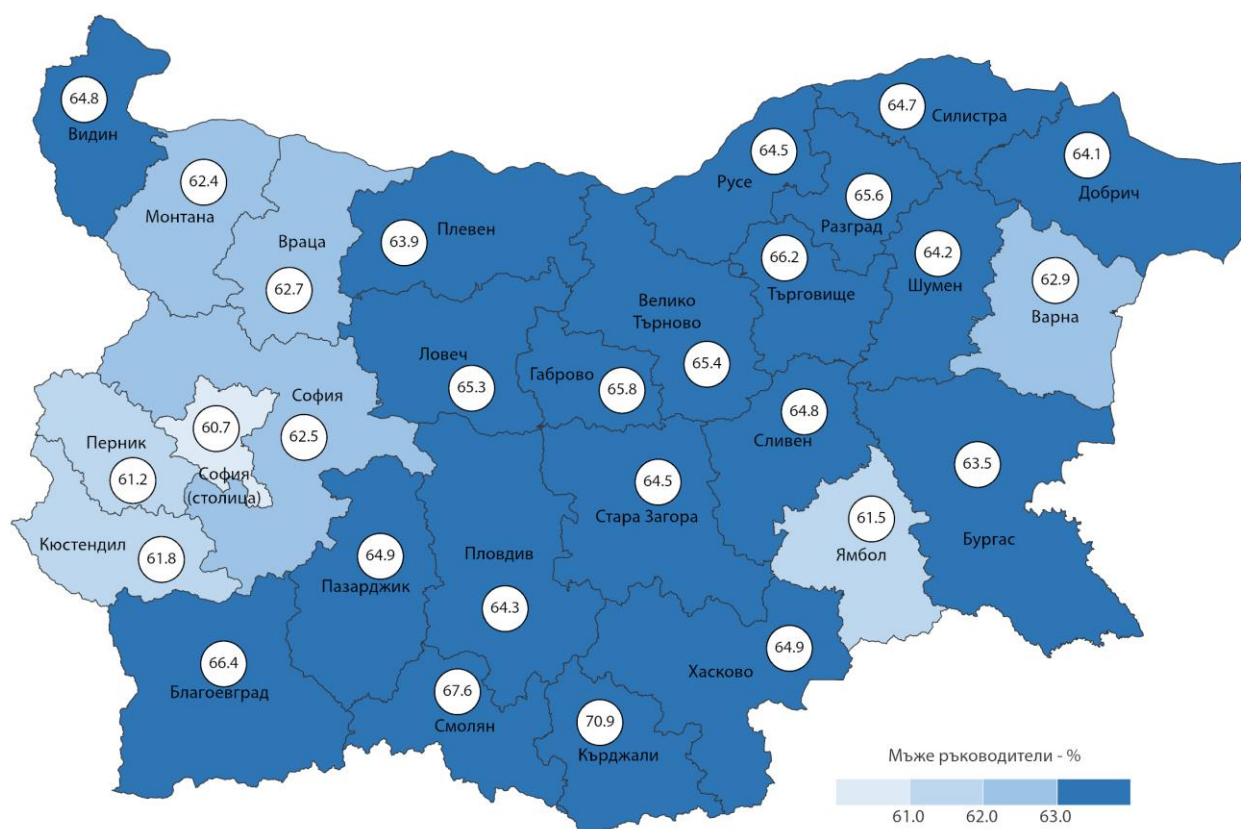 64.8
Видин
62.4
Монтана
Враца
62.7
63.9
Плевен
64.5
Русе
64.7
Силистра
64.1
Добрич
65.6
Разград
66.2
Търговище
64.2
Шумен
62.9
Варна
Велико
Търново
65.4
Ловеч
65.3
Габрово
65.8
София
62.5
60.7
София
(столица)
Перник
61.2
Кюстендил
61.8
64.8
Сливен
64.5
Стара Загора
61.5
Ямбол
63.5
Бургас
64.9
Пазарджик
Пловдив
64.3
66.4
Благоевград
67.6
Смолян
70.9
Кърджали
64.9
Хасково
Мъже ръководители - %
61.0 62.0 63.0